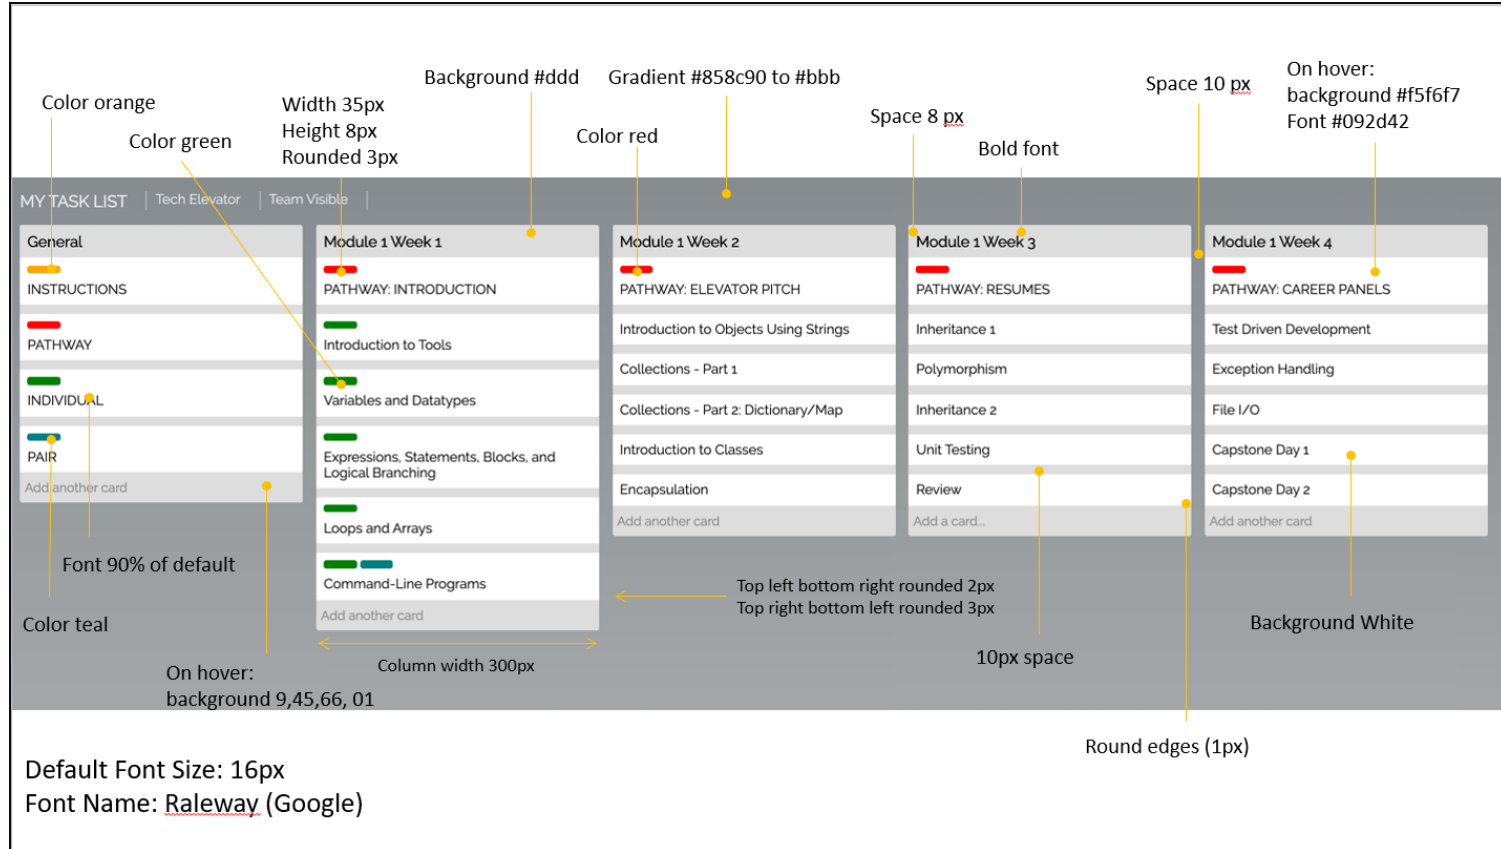 Color orange
Color green
Width 35px
Height 8px
Rounded 3px
Background #ddd
Gradient #858c90 to #bbb
Color red
Space 8 px
Bold font
Space 10 px
On hover:
background #f5f6f7
Font #092d42
MY TASK LIST
Tech Elevator
Team Visible
General
INSTRUCTIONS
PATHWAY
INDIVIDUAL
PAIR
Add another card
Module 1 Week 1
PATHWAY: INTRODUCTION
Introduction to Tools
Variables and Datatypes
Expressions, Statements, Blocks, and
Logical Branching
Loops and Arrays
Command-Line Programs
Add another card
Module 1 Week 2
PATHWAY: ELEVATOR PITCH
Introduction to Objects Using Strings
Collections - Part 1
Collections - Part 2: Dictionary/Map
Introduction to Classes
Encapsulation
Add another card
Module 1 Week 3
PATHWAY: RESUMES
Inheritance 1
Polymorphism
Inheritance 2
Unit Testing
Review
Add a card...
Module 1 Week 4
PATHWAY: CAREER PANELS
Test Driven Development
Exception Handling
File I/O
Capstone Day 1
Capstone Day 2
Add another card
Font 90% of default
Color teal
On hover:
background 9,45,66, 01
Column width 300px
Top left bottom right rounded 2px
Top right bottom left rounded 3px
10px space
Background White
Round edges (1px)
Default Font Size: 16px
Font Name: Raleway (Google)